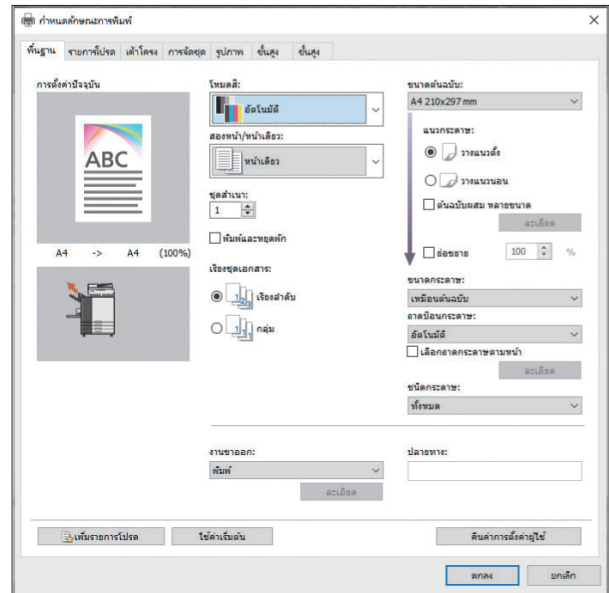 กำหนดลักษณะการพิมพ์
พื้นฐาน รายการโปรด เค้าโครง การจัดชุด รูปภาพ ขั้นสูง ขั้นสูง
การตั้งค่าปัจจุบัน
ABC
A4 -> A4 (100%)
โหมดสี:
อัตโนมัติ
สองหน้า/หน้าเดียว:
หน้าเดียว
ชุดสำเนา:
1
พิมพ์และหยุดพัก
เรียงชุดเอกสาร:
เรียงลำดับ
กลุ่ม
ขนาดต้นฉบับ:
A4 210x297 mm
แนวกระดาษ:
วางแนวตั้ง
วางแนวนอน
ต้นฉบับผสม หลายขนาด
ละเอียด
ย่อขยาย 100 %
ขนาดกระดาษ:
เหมือนต้นฉบับ
ถาดป้อนกระดาษ:
อัตโนมัติ
เลือกถาดกระดาษตามหน้า
ละเอียด
ชนิดกระดาษ:
ทั้งหมด
งานขาออก:
พิมพ์
ละเอียด
ปลายทาง:
เพิ่มรายการโปรด ใช้ค่าเริ่มต้น คืนค่าการตั้งค่าผู้ใช้
ตกลง ยกเลิก